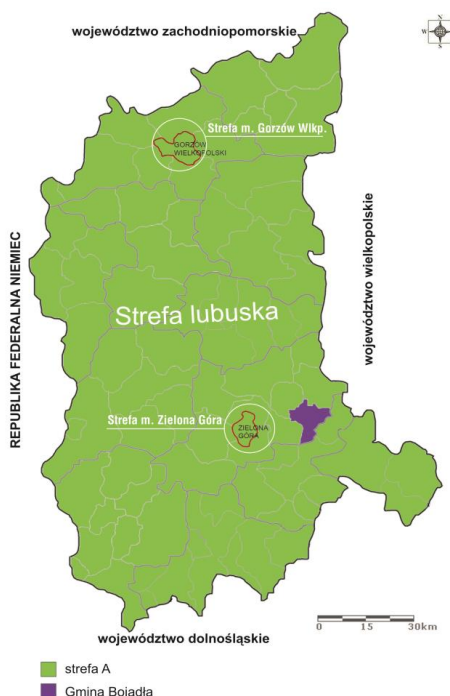 województwo zachodniopomorskie
N
W
E
S
Strefa m. Gorzów Wlkp.
GORZÓW
WIELKOPOLSKI
REPUBLIKA FEDERALNA NIEMIEC
województwo wielkopolskie
Strefa lubuska
Strefa m. Zielona Góra
ZIELONA
GÓRA
0 15 30km
województwo dolnośląskie
strefa A
Gmina Bojadła